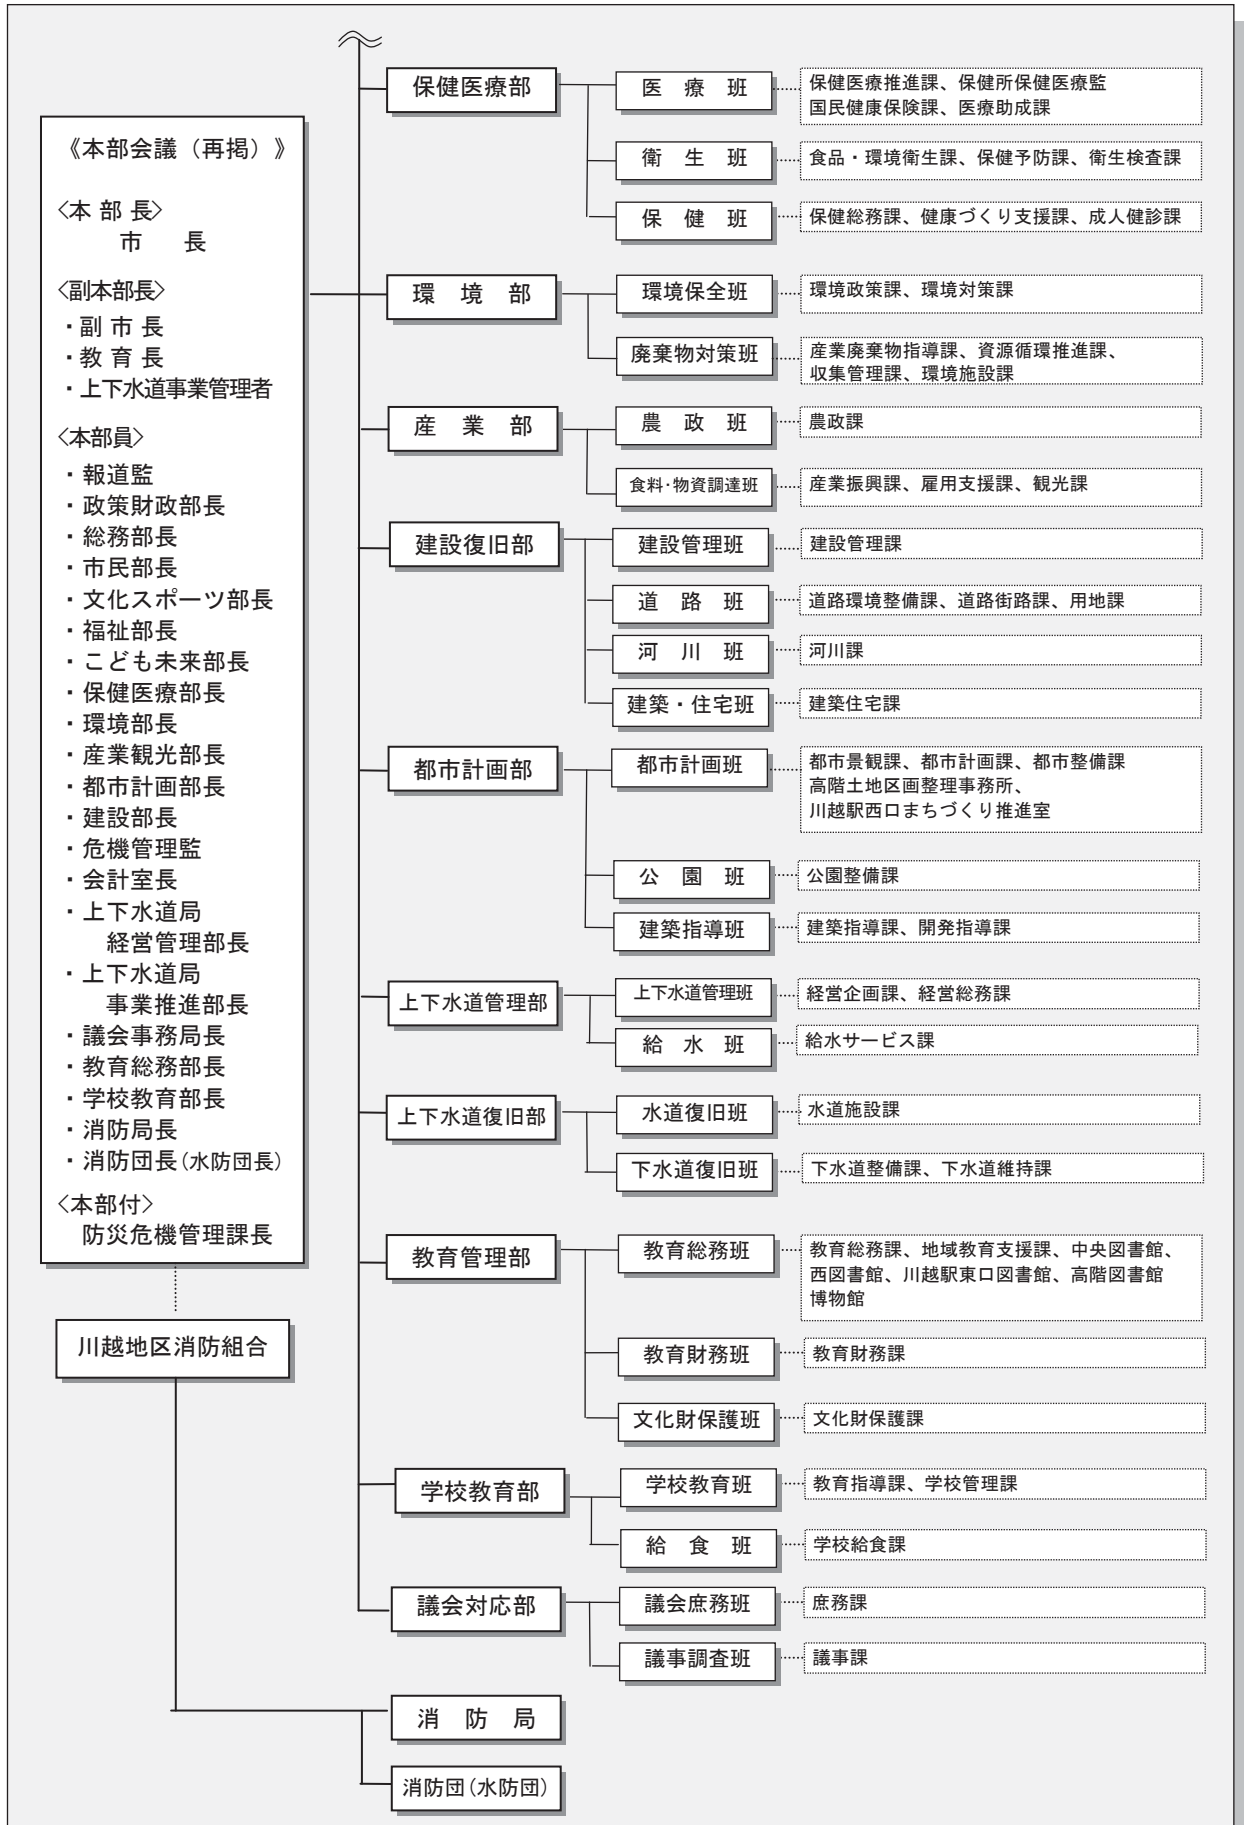 《本部会議（再掲）》
〈本 部 長〉
市　　長
〈副本部長〉
・副 市 長
・教 育 長
・上下水道事業管理者
〈本部員〉
・報道監
・政策財政部長
・総務部長
・市民部長
・文化スポーツ部長
・福祉部長
・こども未来部長
・保健医療部長
・環境部長
・産業観光部長
・都市計画部長
・建設部長
・危機管理監
・会計室長
・上下水道局
経営管理部長
・上下水道局
事業推進部長
・議会事務局長
・教育総務部長
・学校教育部長
・消防局長
・消防団長(水防団長)
〈本部付〉
防災危機管理課長
川越地区消防組合
保健医療部
医　療　班
保健医療推進課、保健所保健医療監
国民健康保険課、医療助成課
衛　生　班
食品・環境衛生課、保健予防課、衛生検査課
保　健　班
保健総務課、健康づくり支援課、成人健診課
環　境　部
環境保全班
環境政策課、環境対策課
廃棄物対策班
産業廃棄物指導課、資源循環推進課、
収集管理課、環境施設課
産　業　部
農　政　班
農政課
食料・物資調達班
産業振興課、雇用支援課、観光課
建設復旧部
建設管理班
建設管理課
道　路　班
道路環境整備課、道路街路課、用地課
河　川　班
河川課
建築・住宅班
建築住宅課
都市計画部
都市計画班
都市景観課、都市計画課、都市整備課
高階土地区画整理事務所、
川越駅西口まちづくり推進室
公　園　班
公園整備課
建築指導班
建築指導課、開発指導課
上下水道管理部
上下水道管理班
経営企画課、経営総務課
給　水　班
給水サービス課
上下水道復旧部
水道復旧班
水道施設課
下水道復旧班
下水道整備課、下水道維持課
教育管理部
教育総務班
教育総務課、地域教育支援課、中央図書館、
西図書館、川越駅東口図書館、高階図書館
博物館
教育財務班
教育財務課
文化財保護班
文化財保護課
学校教育部
学校教育班
教育指導課、学校管理課
給　食　班
学校給食課
議会対応部
議会庶務班
庶務課
議事調査班
議事課
消　防　局
消防団(水防団)